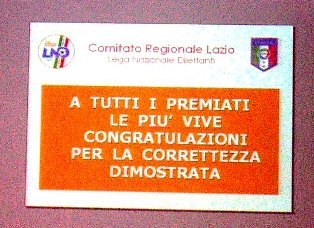 LND
Comitato Regionale Lazio
Lega Nazionale Dilettanti
A TUTTI I PREMIATI
LE PIU' VIVE
CONGRATULAZIONI
PER LA CORRETTEZZA
DIMOSTRATA